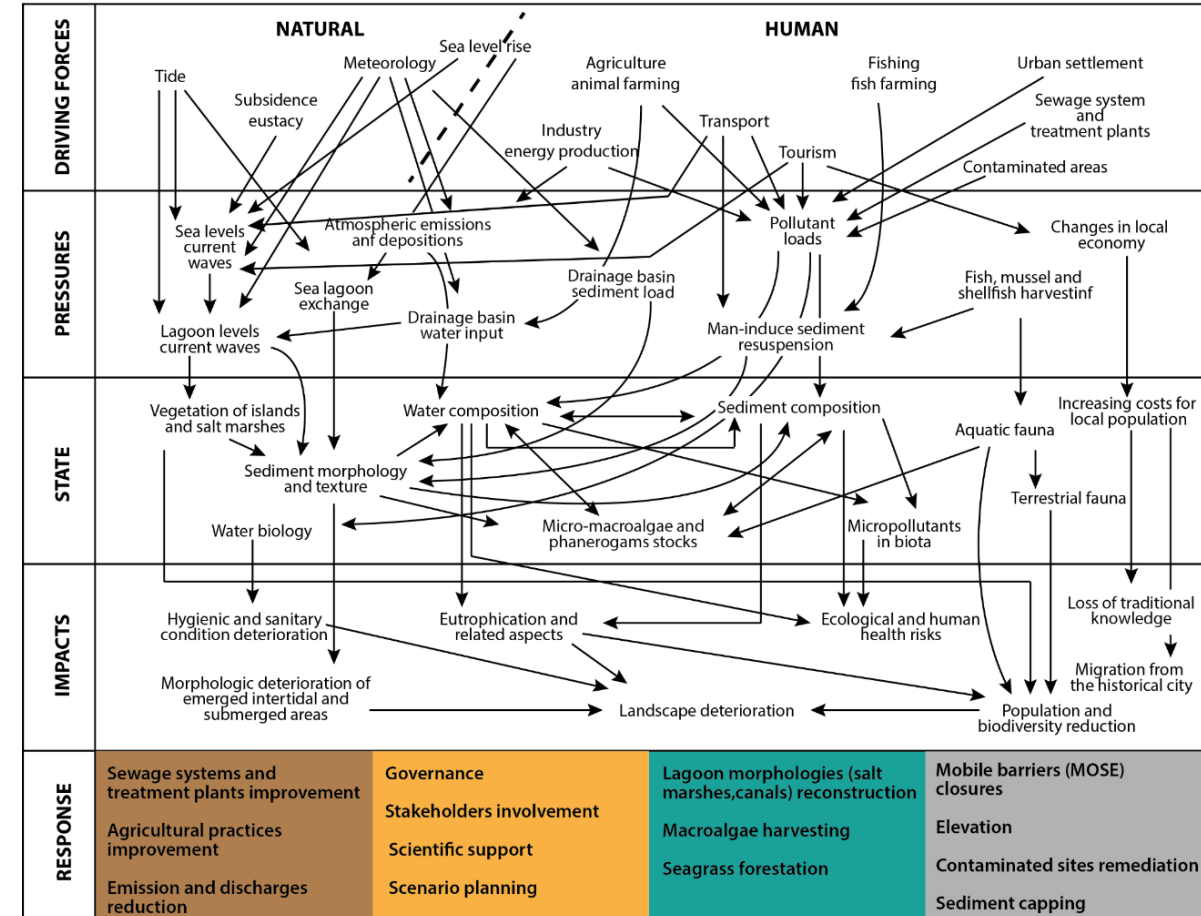 NATURAL
HUMAN
DRIVING FORCES
Sea level rise
Meteorology
Tide
Subsidence
eustacy
Agriculture
animal farming
Industry
energy production
Transport
Tourism
Fishing
fish farming
Urban settlement
Sewage system
and
treatment plants
Contaminated areas
PRESSURES
Sea levels
current
waves
Atmospheric emissions
anf depositions
Sea lagoon
exchange
Drainage basin
sediment load
Drainage basin
water input
Lagoon levels
current waves
Pollutant
loads
Changes in local
economy
Fish, mussel and
shellfish harvestinf
Man-induce sediment
resuspension
STATE
Vegetation of islands
and salt marshes
Water composition
Sediment composition
Increasing costs for
local population
Aquatic fauna
Sediment morphology
and texture
Terrestrial fauna
Water biology
Micro-macroalgae and
phanerogams stocks
Micropollutants
in biota
IMPACTS
Hygienic and sanitary
condition deterioration
Eutrophication and
related aspects
Ecological and human
health risks
Loss of traditional
knowledge
Migration from
the historical city
Morphologic deterioration of
emerged intertidal and
submerged areas
Landscape deterioration
Population and
biodiversity reduction
RESPONSE
Sewage systems and
treatment plants improvement
Agricultural practices
improvement
Emission and discharges
reduction
Governance
Stakeholders involvement
Scientific support
Scenario planning
Lagoon morphologies (salt
marshes,canals) reconstruction
Macroalgae harvesting
Seagrass forestation
Mobile barriers (MOSE)
closures
Elevation
Contaminated sites remediation
Sediment capping